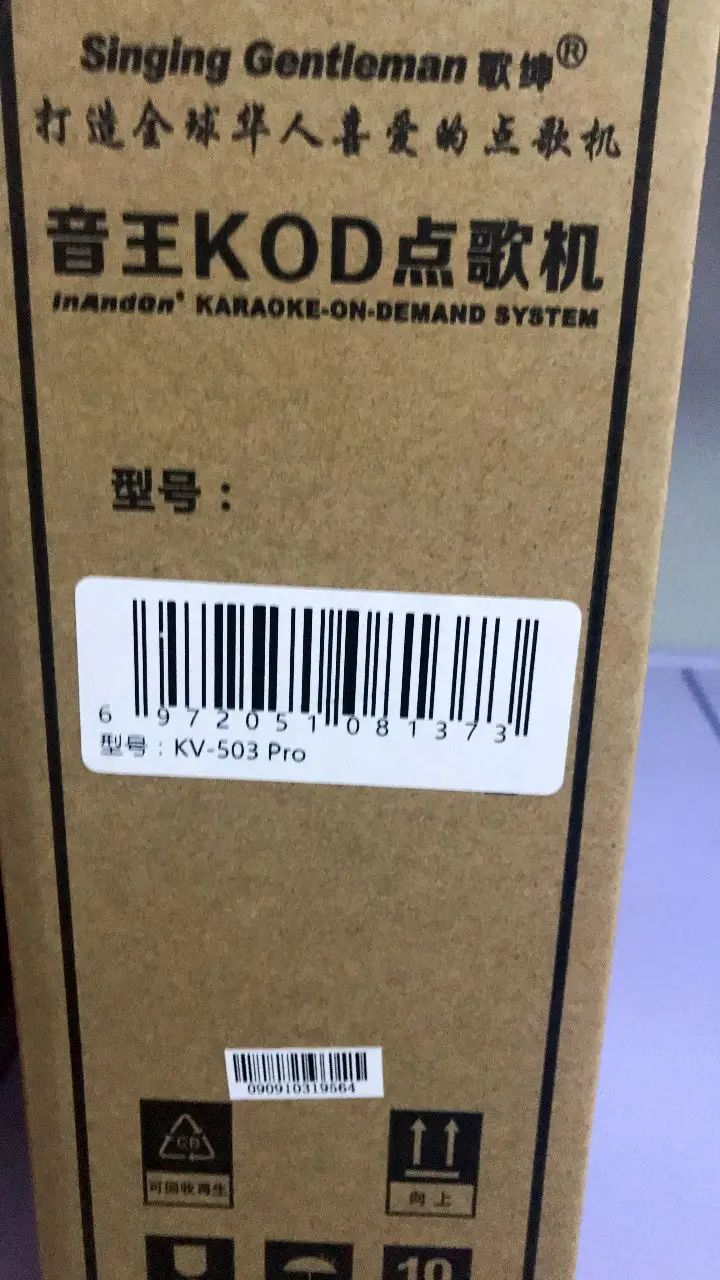 Singing Gentleman 歌绅®
打造全球华人喜爱的点歌机
音王KOD点歌机
InAndOn® KARAOKE-ON-DEMAND SYSTEM
型号：
6 972051 081373
型号：KV-503 Pro
090910319564
CB
可回收再生
向上
10